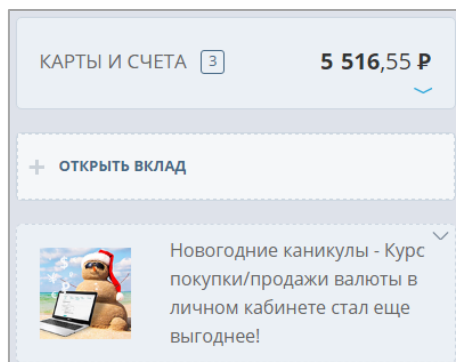 КАРТЫ И СЧЕТА 3 5 516,55 ₽
+ ОТКРЫТЬ ВКЛАД
Новогодние каникулы - Курс
покупки/продажи валюты в
личном кабинете стал еще
выгоднее!